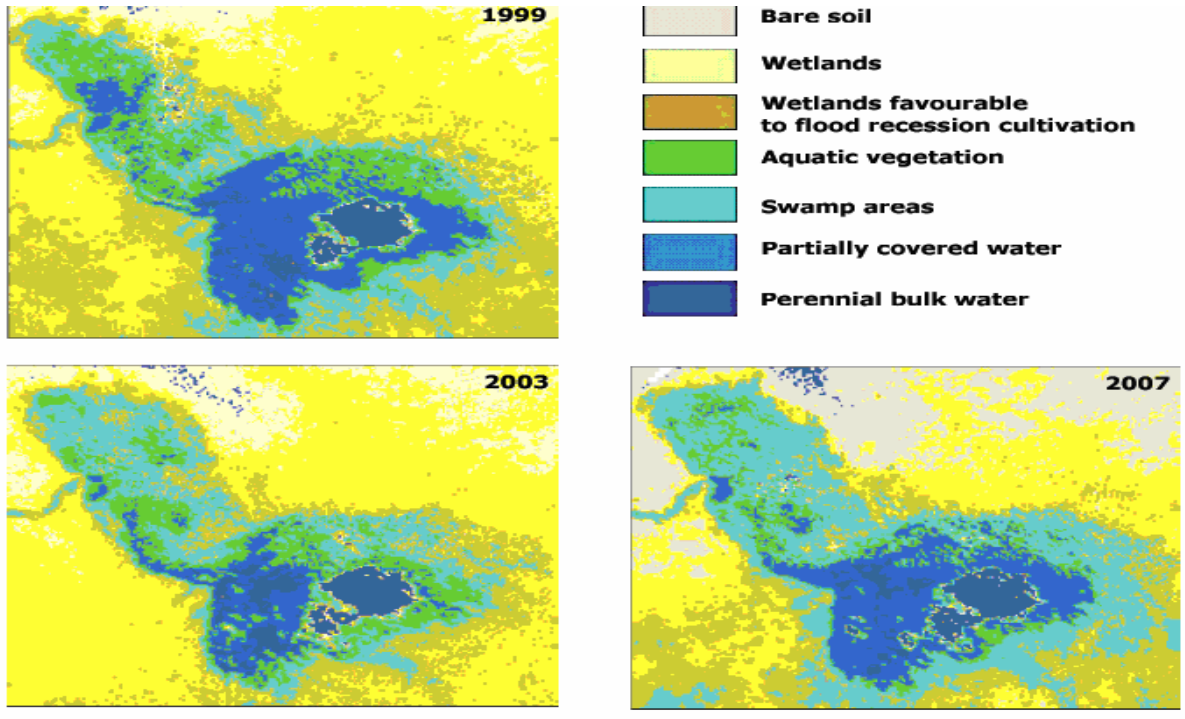 1999
Bare soil
Wetlands
Wetlands favourable
to flood recession cultivation
Aquatic vegetation
Swamp areas
Partially covered water
Perennial bulk water
2003
2007